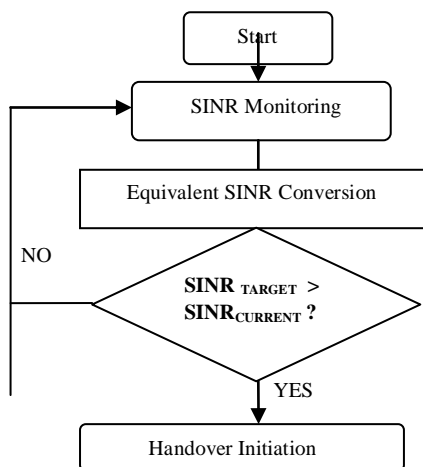 Start
SINR Monitoring
Equivalent SINR Conversion
NO
SINR TARGET >
SINRCURRENT ?
YES
Handover Initiation